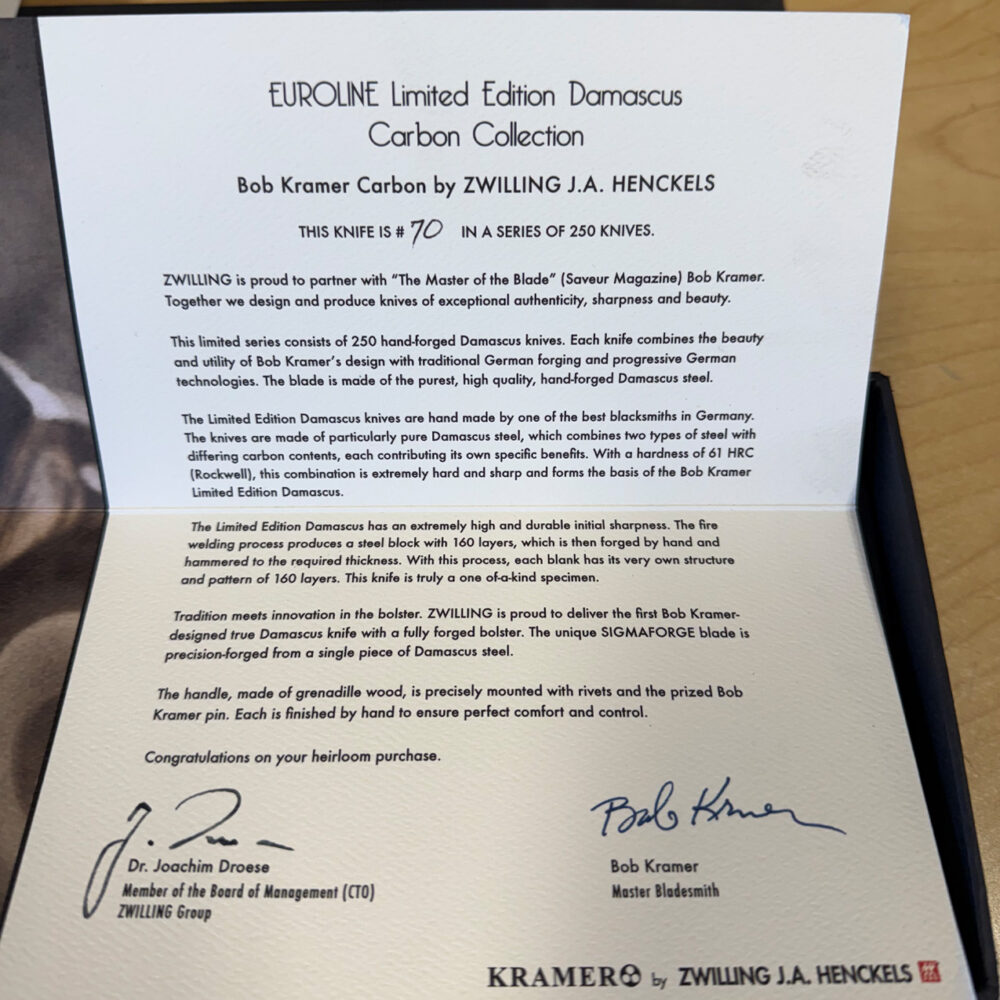 EUROLINE Limited Edition Damascus
Carbon Collection
Bob Kramer Carbon by ZWILLING J.A. HENCKELS
THIS KNIFE IS # 70 IN A SERIES OF 250 KNIVES.
ZWILLING is proud to partner with "The Master of the Blade" (Saveur Magazine) Bob Kramer.
Together we design and produce knives of exceptional authenticity, sharpness and beauty.
This limited series consists of 250 hand-forged Damascus knives. Each knife combines the beauty
and utility of Bob Kramer's design with traditional German forging and progressive German
technologies. The blade is made of the purest, high quality, hand-forged Damascus steel.
The Limited Edition Damascus knives are hand made by one of the best blacksmiths in Germany.
The knives are made of particularly pure Damascus steel, which combines two types of steel with
differing carbon contents, each contributing its own specific benefits. With a hardness of 61 HRC
(Rockwell), this combination is extremely hard and sharp and forms the basis of the Bob Kramer
Limited Edition Damascus.
The Limited Edition Damascus has an extremely high and durable initial sharpness. The fire
welding process produces a steel block with 160 layers, which is then forged by hand and
hammered to the required thickness. With this process, each blank has its very own structure
and pattern of 160 layers. This knife is truly a one of-a-kind specimen.
Tradition meets innovation in the bolster. ZWILLING is proud to deliver the first Bob Kramer-
designed true Damascus knife with a fully forged bolster. The unique SIGMAFORGE blade is
precision-forged from a single piece of Damascus steel.
The handle, made of grenadille wood, is precisely mounted with rivets and the prized Bob
Kramer pin. Each is finished by hand to ensure perfect comfort and control.
Congratulations on your heirloom purchase.
Bob Kramer
Dr. Joachim Droese
Member of the Board of Management (CTO)
ZWILLING Group
Bob Kramer
Master Bladesmith
KRAMER by ZWILLING J.A. HENCKELS